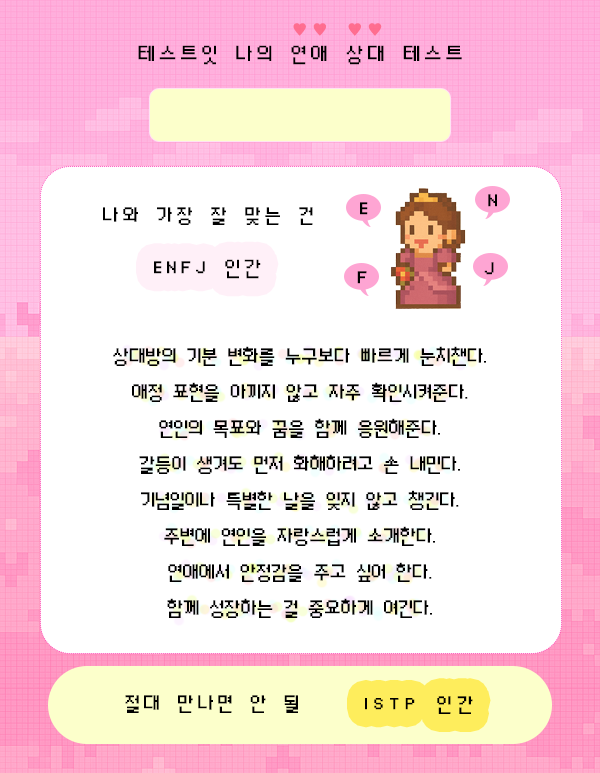 테스트잇 나의 연애 상대 테스트
나와 가장 잘 맞는 건
ENFJ 인간
E
N
F
J
상대방의 기분 변화를 누구보다 빠르게 눈치챈다.
애정 표현을 아끼지 않고 자주 확인시켜준다.
연인의 목표와 꿈을 함께 응원해준다.
갈등이 생겨도 먼저 화해하려고 손 내민다.
기념일이나 특별한 날을 잊지 않고 챙긴다.
주변에 연인을 자랑스럽게 소개한다.
연애에서 안정감을 주고 싶어 한다.
함께 성장하는 걸 중요하게 여긴다.
절대 만나면 안 될 ISTP 인간